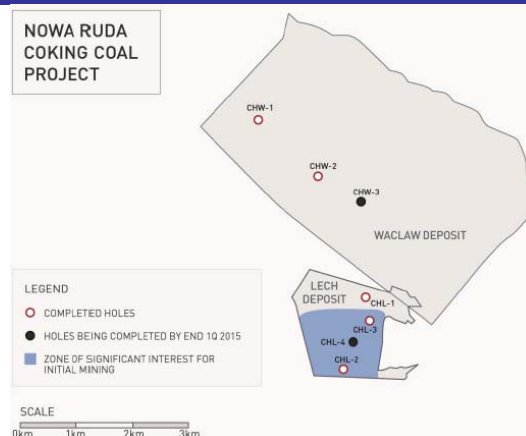 NOWA RUDA
COKING COAL
PROJECT
CHW-1
CHW-2
CHW-3
WACLAW DEPOSIT
LECH
DEPOSIT
CHL-1
CHL-3
CHL-4
CHL-2
LEGEND
COMPLETED HOLES
HOLES BEING COMPLETED BY END 1Q 2015
ZONE OF SIGNIFICANT INTEREST FOR
INITIAL MINING
SCALE
0km 1km 2km 3km